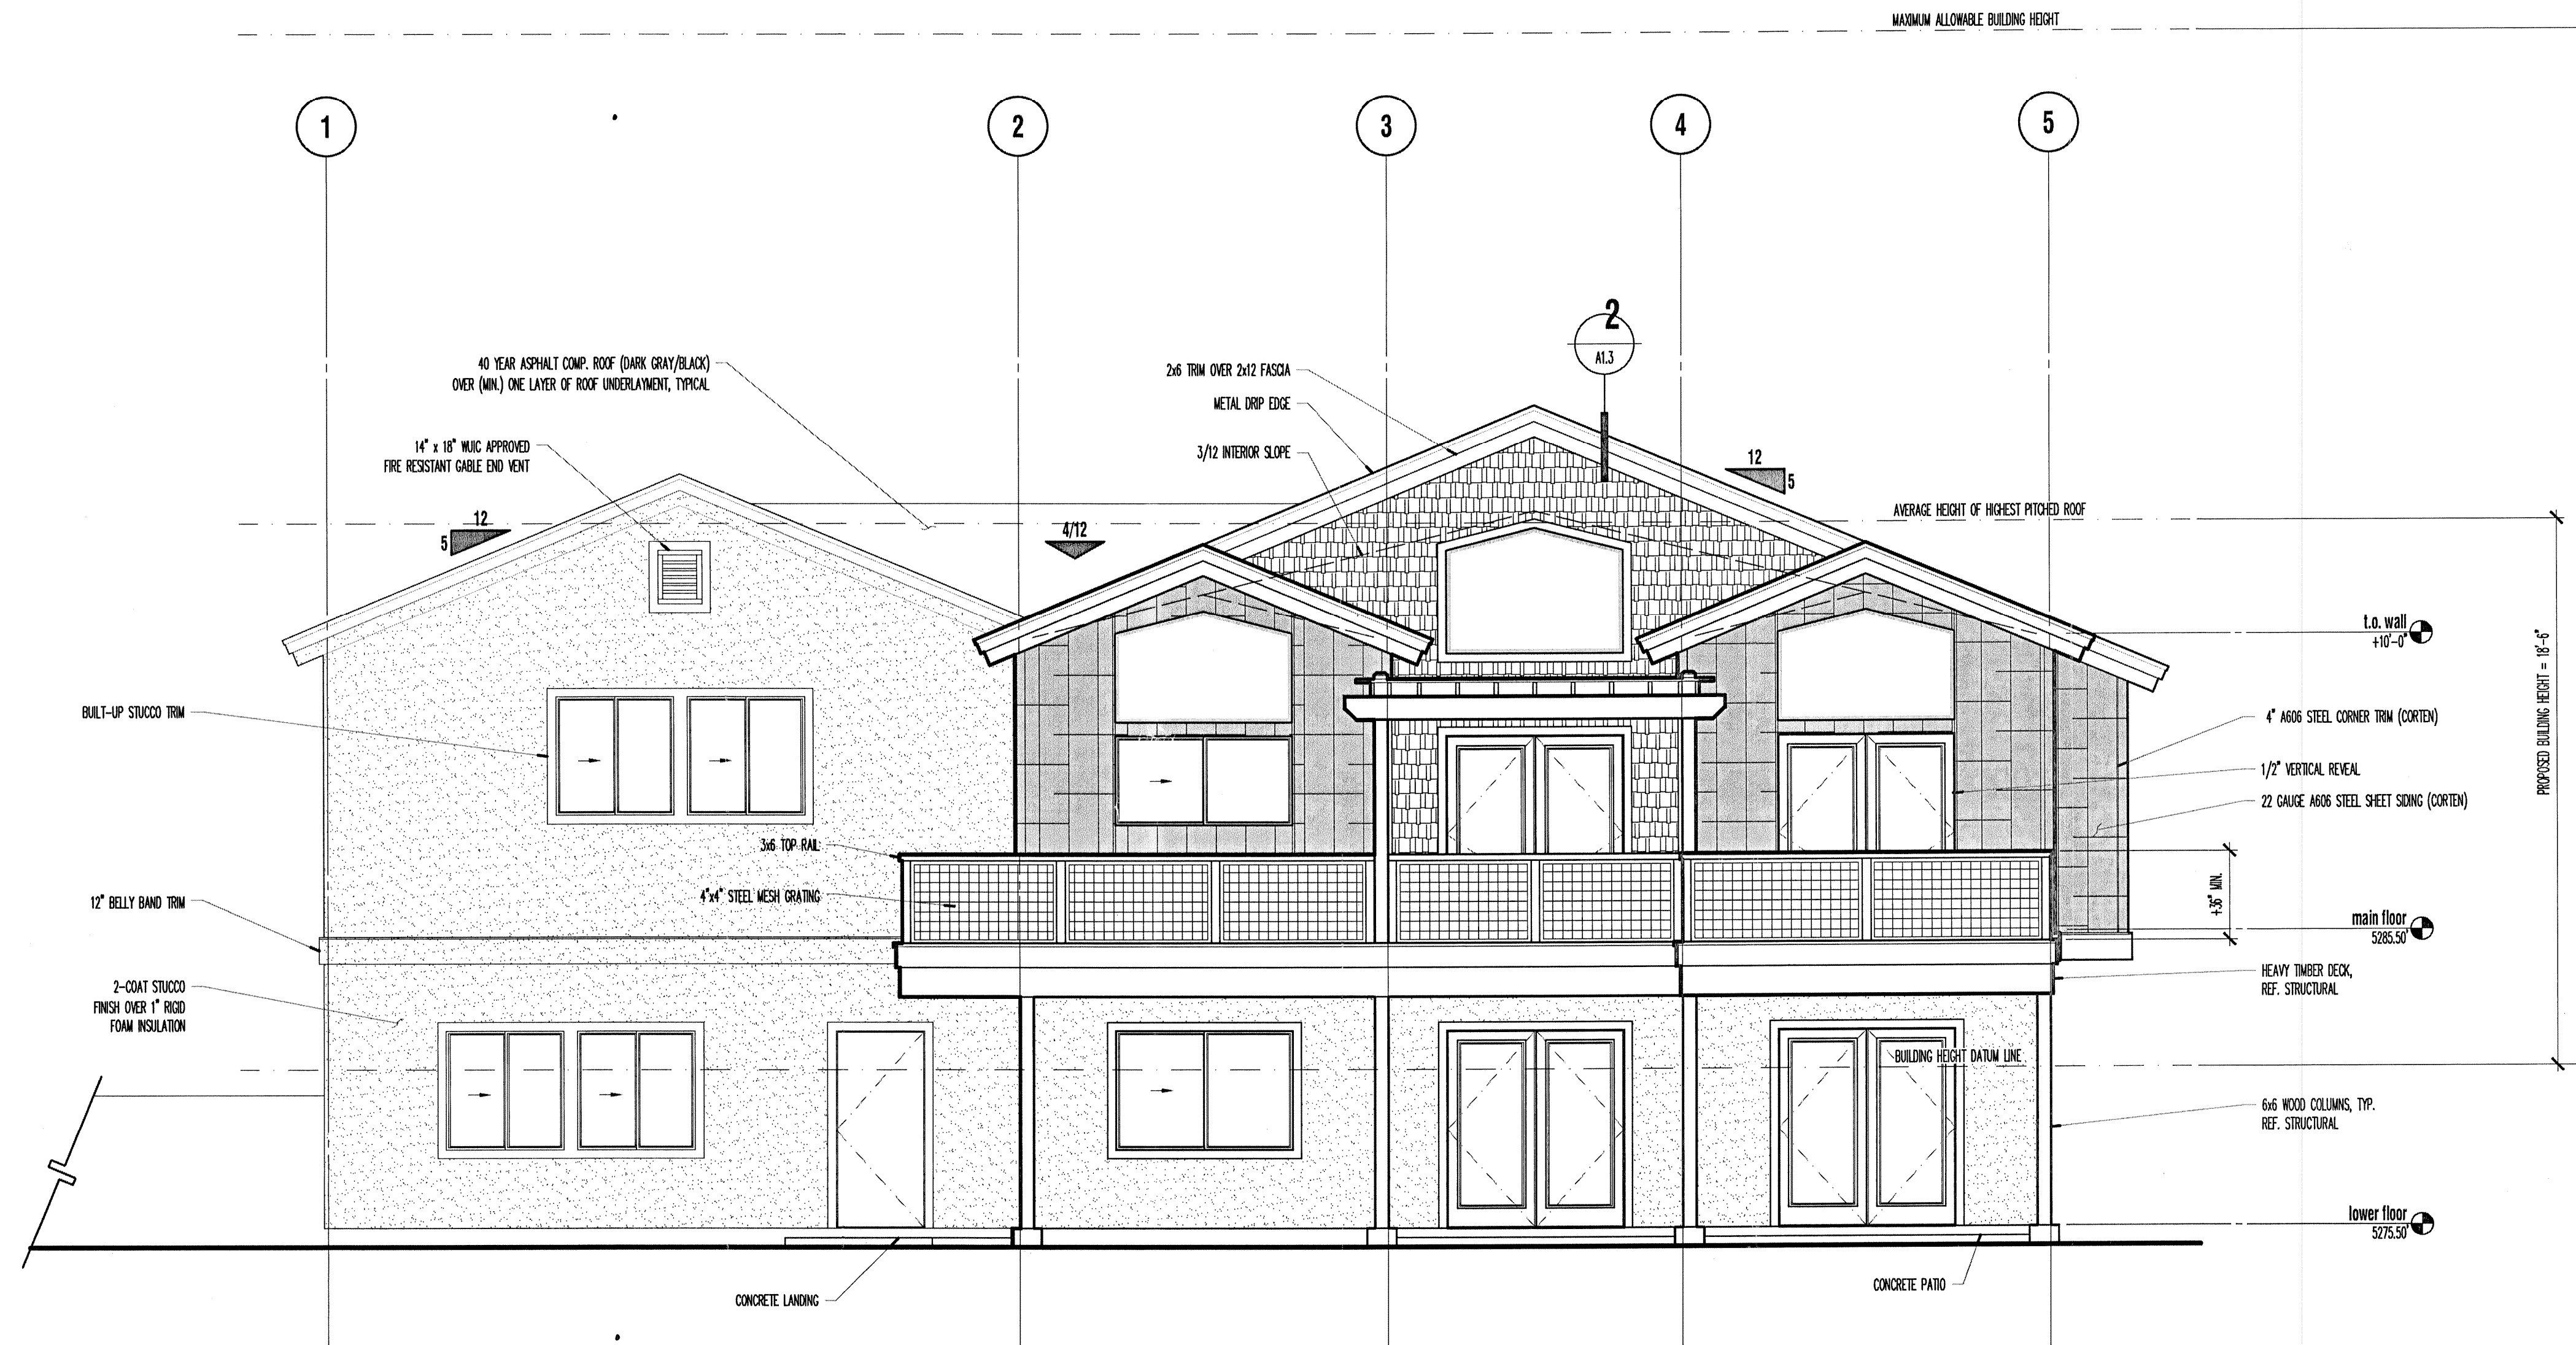 MAXIMUM ALLOWABLE BUILDING HEIGHT
1
2
3
4
5
2
A1.3
40 YEAR ASPHALT COMP. ROOF (DARK GRAY/BLACK)
OVER (MIN.) ONE LAYER OF ROOF UNDERLAYMENT, TYPICAL
2x6 TRIM OVER 2x12 FASCIA
METAL DRIP EDGE
14" x 18" WUIC APPROVED
FIRE RESISTANT GABLE END VENT
3/12 INTERIOR SLOPE
12
5
AVERAGE HEIGHT OF HIGHEST PITCHED ROOF
12
5
4/12
t.o. wall
+10'-0"
PROPOSED BUILDING HEIGHT = 18'-6"
BUILT-UP STUCCO TRIM
4" A606 STEEL CORNER TRIM (CORTEN)
1/2" VERTICAL REVEAL
22 GAUGE A606 STEEL SHEET SIDING (CORTEN)
3x6 TOP RAIL
4"x4" STEEL MESH GRATING
+36" MIN.
12" BELLY BAND TRIM
main floor
5285.50'
2-COAT STUCCO
FINISH OVER 1" RIGID
FOAM INSULATION
HEAVY TIMBER DECK,
REF. STRUCTURAL
BUILDING HEIGHT DATUM LINE
6x6 WOOD COLUMNS, TYP.
REF. STRUCTURAL
lower floor
5275.50'
CONCRETE LANDING
CONCRETE PATIO